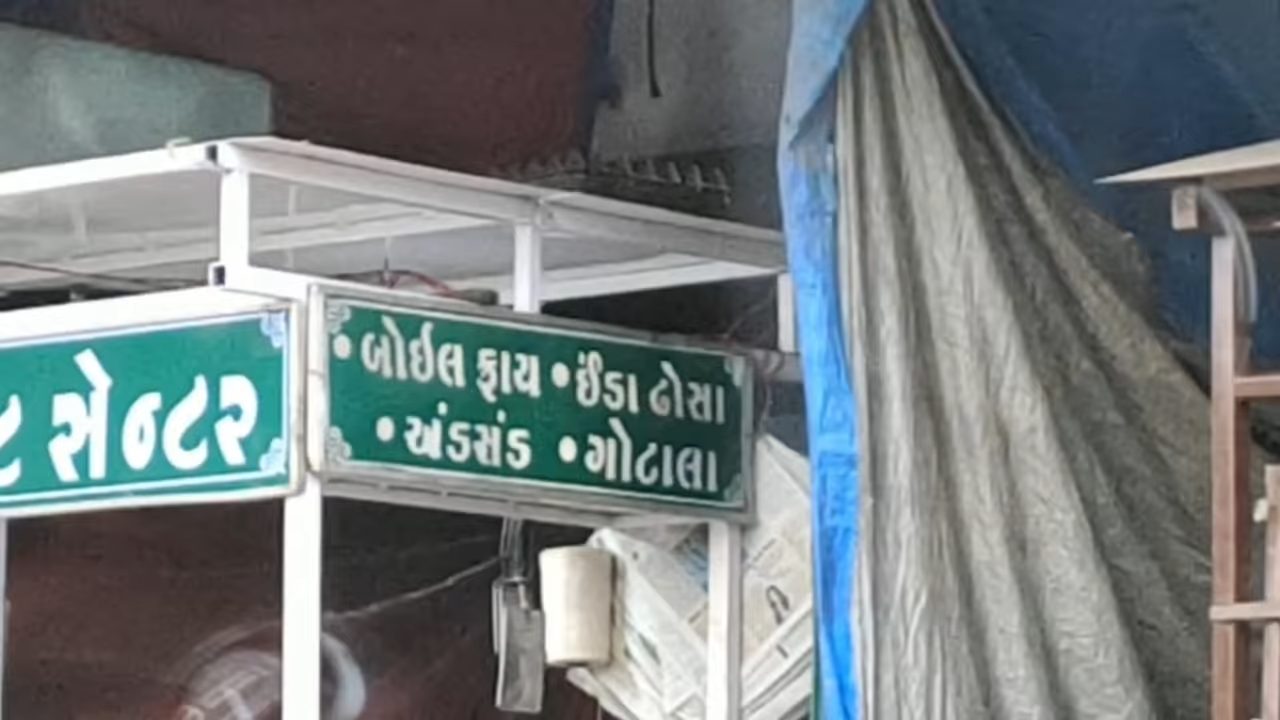 સેન્ટર
• બોઈલ ફ્રાય • ઈંડા ઢોસા
• અંડસંડ • ગોટાલા